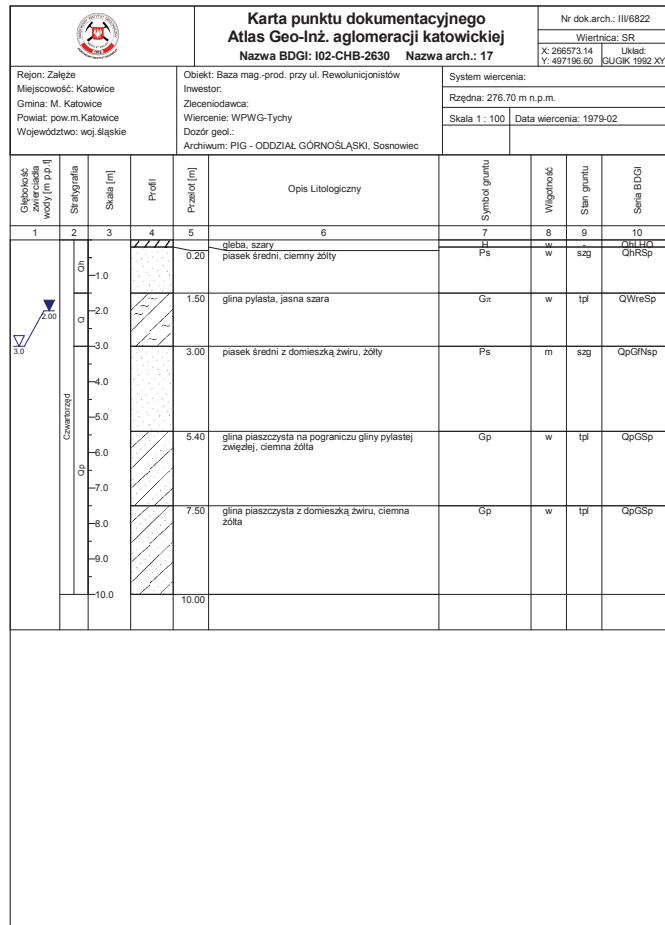 Karta punktu dokumentacyjnego
Atlas Geo-Inż. aglomeracji katowickiej
Nazwa BDGI: I02-CHB-2630 Nazwa arch.: 17
Nr dok.arch.: III/6822
Wiertnica: SR
X: 266573.14
Y: 497196.60
Układ:
GUGIK 1992 XY
Rejon: Załęże
Miejscowość: Katowice
Gmina: M. Katowice
Powiat: pow.m.Katowice
Województwo: woj.śląskie
Obiekt: Baza mag.-prod. przy ul. Rewolunicjonistów
Inwestor:
Zleceniodawca:
Wiercenie: WPWG-Tychy
Dozór geol.:
Archiwum: PIG - ODDZIAŁ GÓRNOŚLĄSKI, Sosnowiec
System wiercenia:
Rzędna: 276.70 m n.p.m.
Skala 1 : 100 Data wiercenia: 1979-02
Głębokość
zwierciadła
wody [m p.p.t]
Stratygrafia
Skala [m]
Profil
Przelot [m]
Opis Litologiczny
Symbol gruntu
Wilgotność
Stan gruntu
Seria BDGI
1 2 3 4 5 6 7 8 9 10
gleba, szary H w - QhLHO
0.20 piasek średni, ciemny żółty Ps w szg QhRSp
Qh
-1.0
1.50 glina pylasta, jasna szara Gπ w tpl QWreSp
-2.0
2.00
Q
-3.0
3.0
3.00 piasek średni z domieszką żwiru, żółty Ps m szg QpGfNsp
-4.0
Czwartorzęd
-5.0
5.40 glina piaszczysta na pograniczu gliny pylastej
zwięzłej, ciemna żółta Gp w tpl QpGSp
-6.0
Qp
-7.0
7.50 glina piaszczysta z domieszką żwiru, ciemna
żółta Gp w tpl QpGSp
-8.0
-9.0
-10.0
10.00